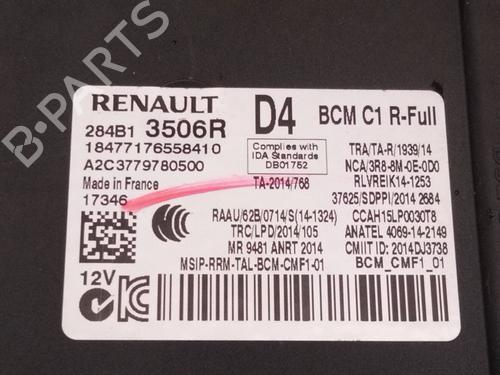 B-PARTS
RENAULT
284B1 3506R
D4
BCM C1 R-Full
18477176558410
A2C3779780500
Made in France
17346
Complies with
IDA Standards
DB01752
TA-2014/768
TRA/TA-R/1939/14
NCA/3R8-8M-0E-0D0
RLVREIK14-1253
37625/SDPPI/2014 2684
RAAU/62B/0714/S(14-1324)
CCAH15LP0030T8
TRC/LPD/2014/105
ANATEL 4069-14-2149
MR 9481 ANRT 2014
CMIIT ID: 2014DJ3738
MSIP-RRM-TAL-BCM-CMF1-01
BCM_CMF1_01
12V